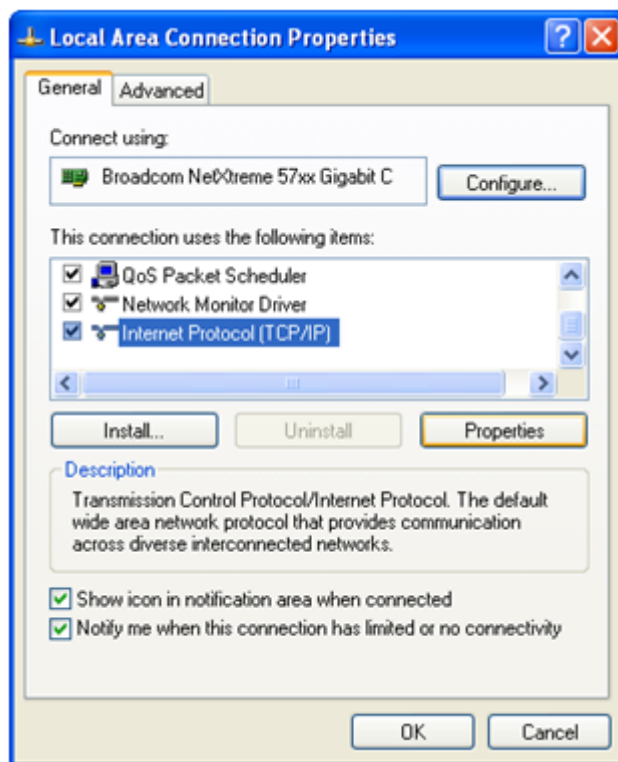 Local Area Connection Properties
General
Advanced
Connect using:
Broadcom NetXtreme 57xx Gigabit C
Configure...
This connection uses the following items:
QoS Packet Scheduler
Network Monitor Driver
Internet Protocol (TCP/IP)
Install...
Uninstall
Properties
Description
Transmission Control Protocol/Internet Protocol. The default
wide area network protocol that provides communication
across diverse interconnected networks.
Show icon in notification area when connected
Notify me when this connection has limited or no connectivity
OK
Cancel